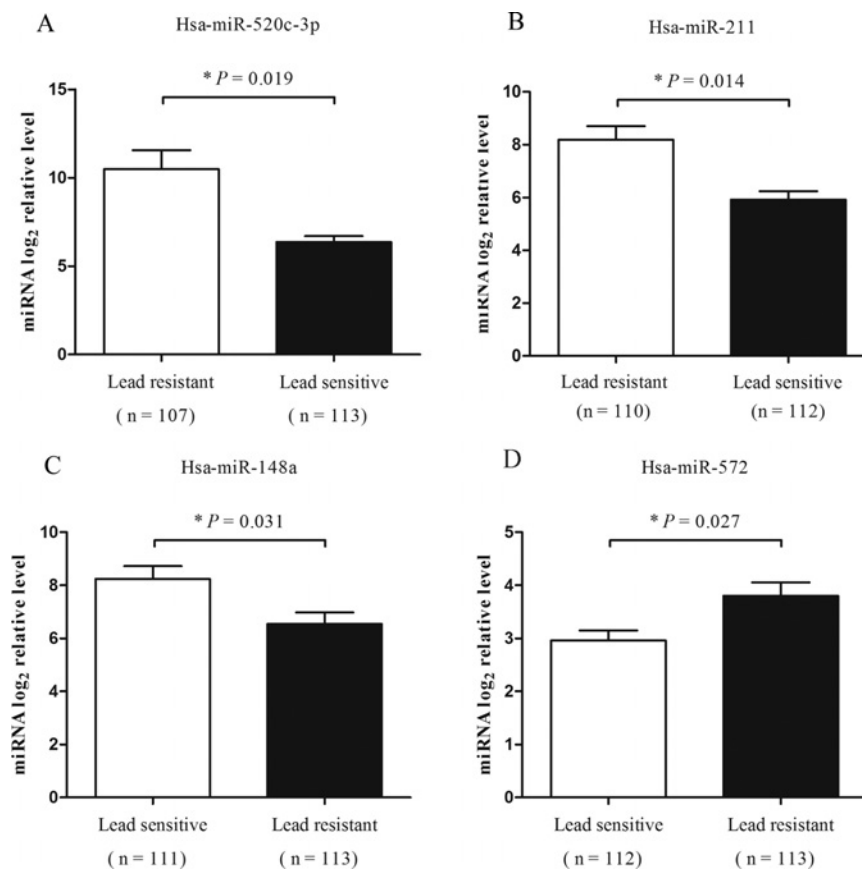 A
Hsa-miR-520c-3p
* P = 0.019
miRNA log2 relative level
15
10
5
0
Lead resistant
Lead sensitive
( n = 107)
( n = 113)
B
Hsa-miR-211
* P = 0.014
miRNA log2 relative level
10
8
6
4
2
0
Lead resistant
Lead sensitive
(n = 110)
(n = 112)
C
Hsa-miR-148a
* P = 0.031
miRNA log2 relative level
10
8
6
4
2
0
Lead sensitive
Lead resistant
( n = 111)
( n = 113)
D
Hsa-miR-572
* P = 0.027
miRNA log2 relative level
5
4
3
2
1
0
Lead sensitive
Lead resistant
( n = 112)
( n = 113)